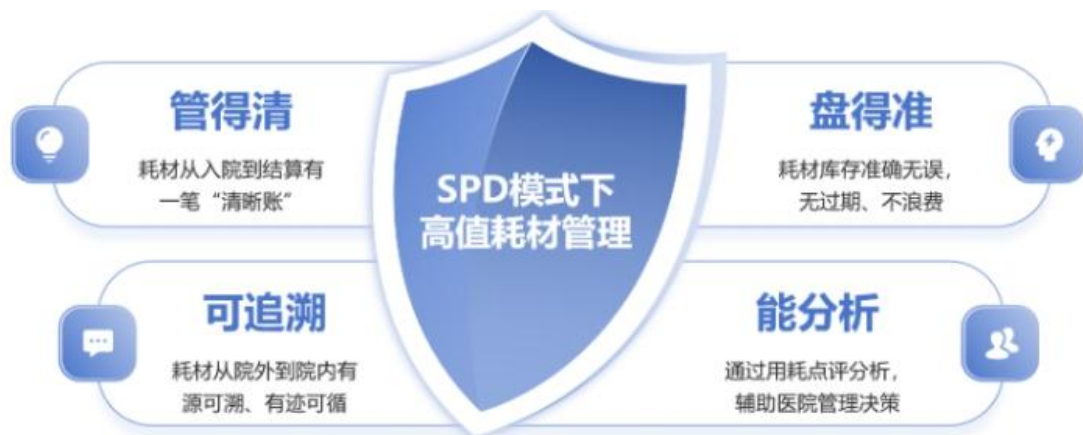 管得清
耗材从入院到结算有
一笔“清晰账”
盘得准
耗材库存准确无误，
无过期、不浪费
SPD模式下
高值耗材管理
可追溯
耗材从院外到院内有
源可溯、有迹可循
能分析
通过用耗点评分析，
辅助医院管理决策